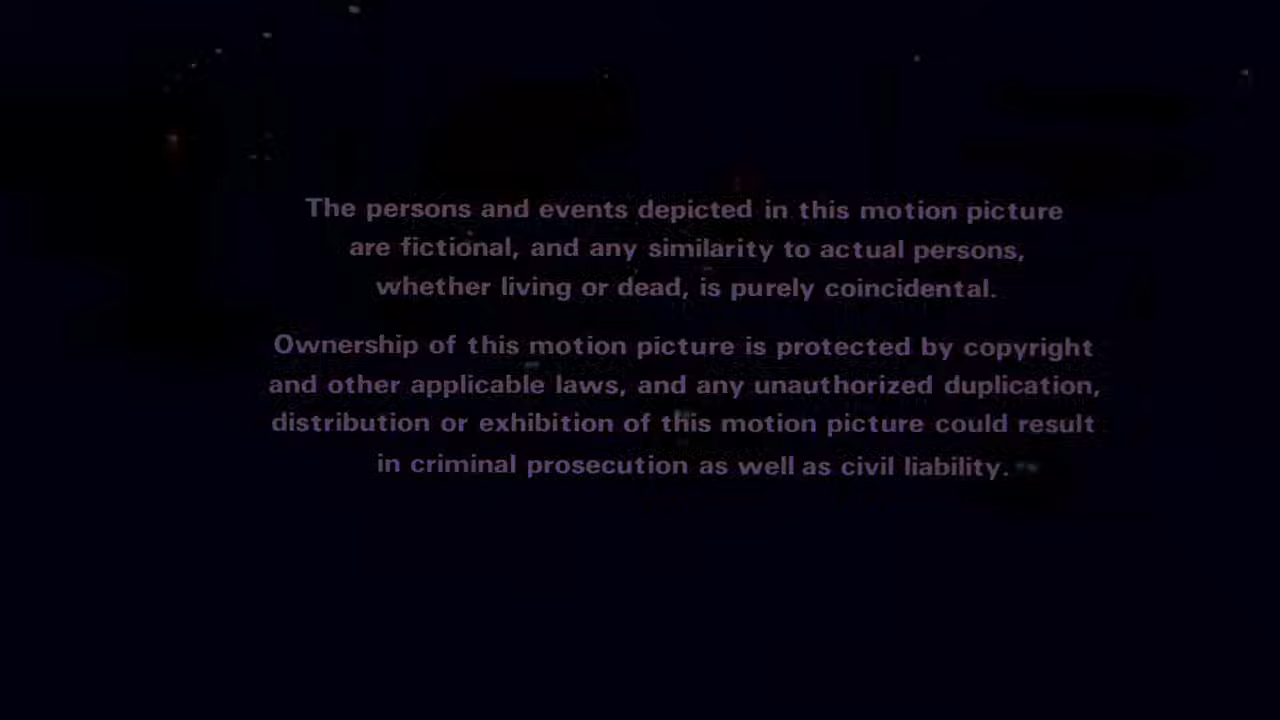 The persons and events depicted in this motion picture
are fictional, and any similarity to actual persons,
whether living or dead, is purely coincidental.
Ownership of this motion picture is protected by copyright
and other applicable laws, and any unauthorized duplication,
distribution or exhibition of this motion picture could result
in criminal prosecution as well as civil liability.